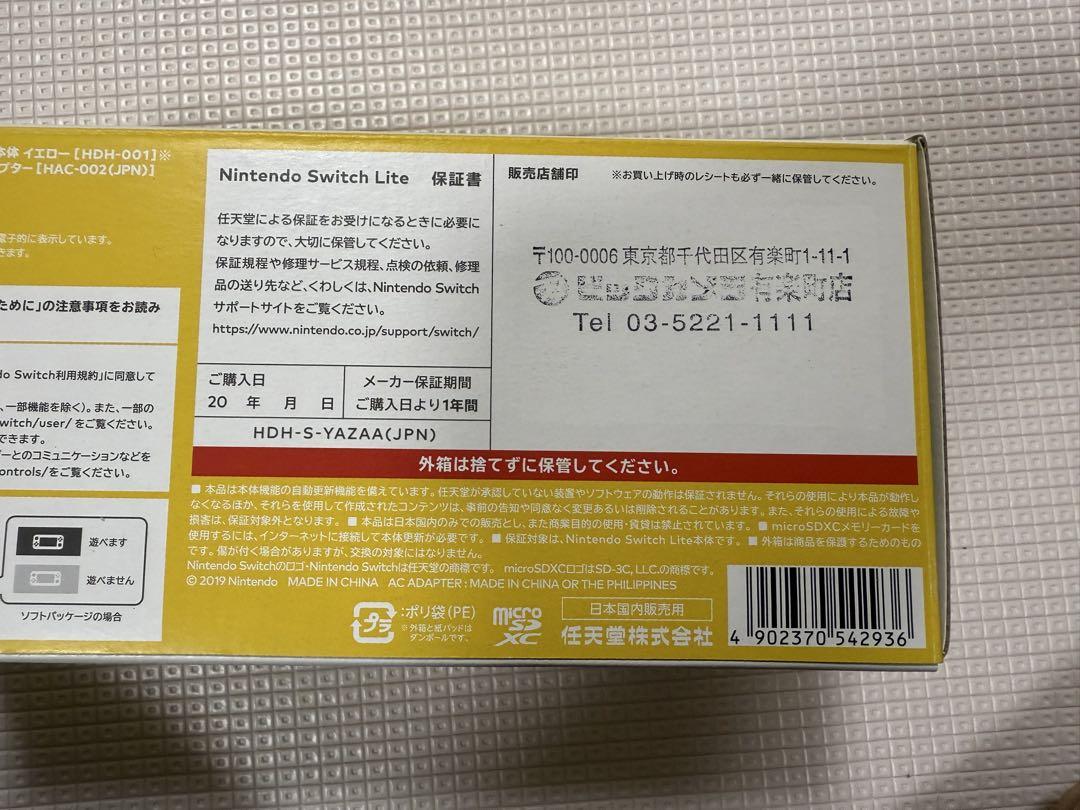 本体 イエロー[HDH-001]※
プター[HAC-002(JPN)]
電子的に表示しています。
きます。
ために」の注意事項をお読み
do Switch利用規約」に同意して
、一部機能を除く)。また、一部の
witch/user/ をご覧ください。
できます。
ーとのコミュニケーションなどを
controls/をご覧ください。
遊べます
遊べません
ソフトパッケージの場合
Nintendo Switch Lite 保証書
任天堂による保証をお受けになるときに必要に
なりますので、大切に保管してください。
保証規程や修理サービス規程、点検の依頼、修理
品の送り先など、くわしくは、Nintendo Switch
サポートサイトをご覧ください。
https://www.nintendo.co.jp/support/switch/
ご購入日
20 年 月 日
メーカー保証期間
ご購入日より1年間
HDH-S-YAZAA(JPN)
販売店舗印 ※お買い上げ時のレシートも必ず一緒に保管してください。
〒100-0006 東京都千代田区有楽町1-11-1
ビックカメラ有楽町店
Tel 03-5221-1111
外箱は捨てずに保管してください。
■ 本品は本体機能の自動更新機能を備えています。任天堂が承認していない装置やソフトウェアの動作は保証されません。それらの使用により本品が動作し
なくなるほか、それらを使用して作成されたコンテンツは、事前の告知や同意なく変更あるいは削除されることがあります。また、それらの使用による故障や
損害は、保証対象外となります。 ■ 本品は日本国内のみでの販売とし、また商業目的の使用・賃貸は禁止されています。 ■ microSDXCメモリーカードを
使用するには、インターネットに接続して本体更新が必要です。 ■ 保証対象は、Nintendo Switch Lite本体です。 ■ 外箱は商品を保護するためのもの
です。傷が付く場合がありますが、交換の対象にはなりません。
Nintendo Switchのロゴ・Nintendo Switchは任天堂の商標です。 microSDXCロゴはSD-3C, LLC.の商標です。
© 2019 Nintendo MADE IN CHINA AC ADAPTER : MADE IN CHINA OR THE PHILIPPINES
プラ
:ポリ袋(PE)
※外箱と紙パッドは
ダンボールです。
micro
SD
XC
日本国内販売用
任天堂株式会社
4 902370 542936